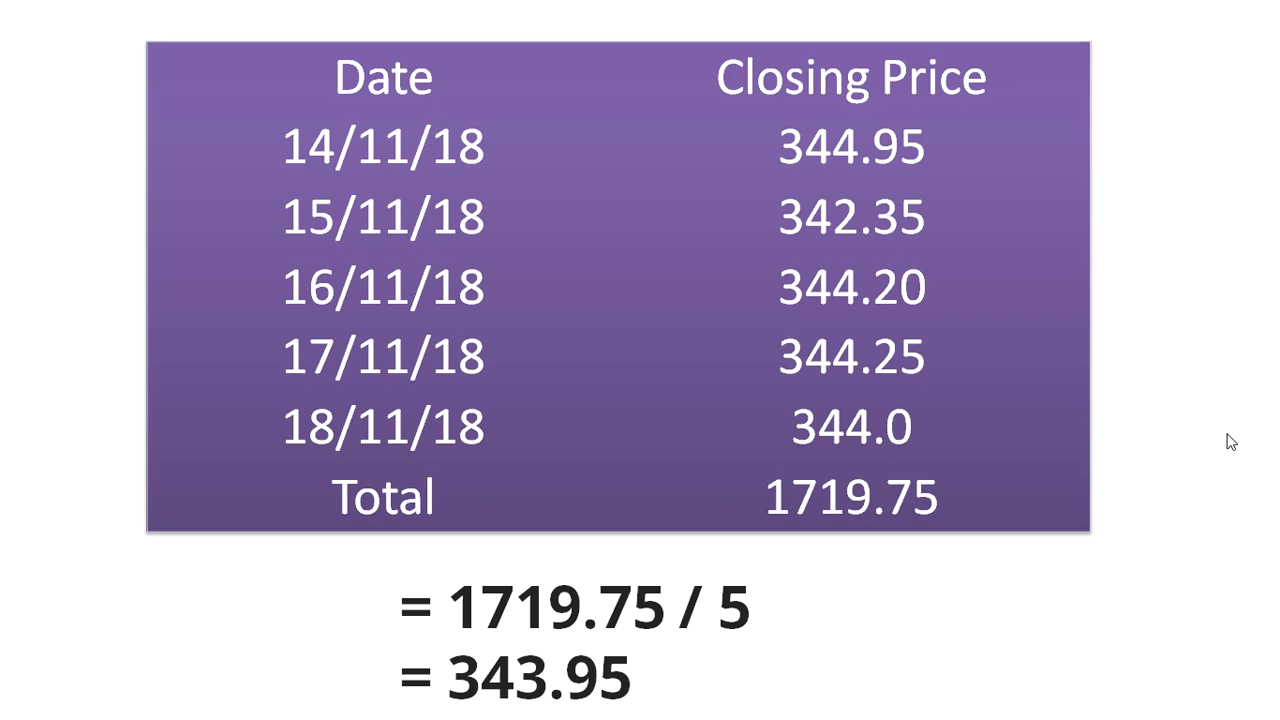 Date Closing Price
14/11/18 344.95
15/11/18 342.35
16/11/18 344.20
17/11/18 344.25
18/11/18 344.0
Total 1719.75
= 1719.75 / 5
= 343.95